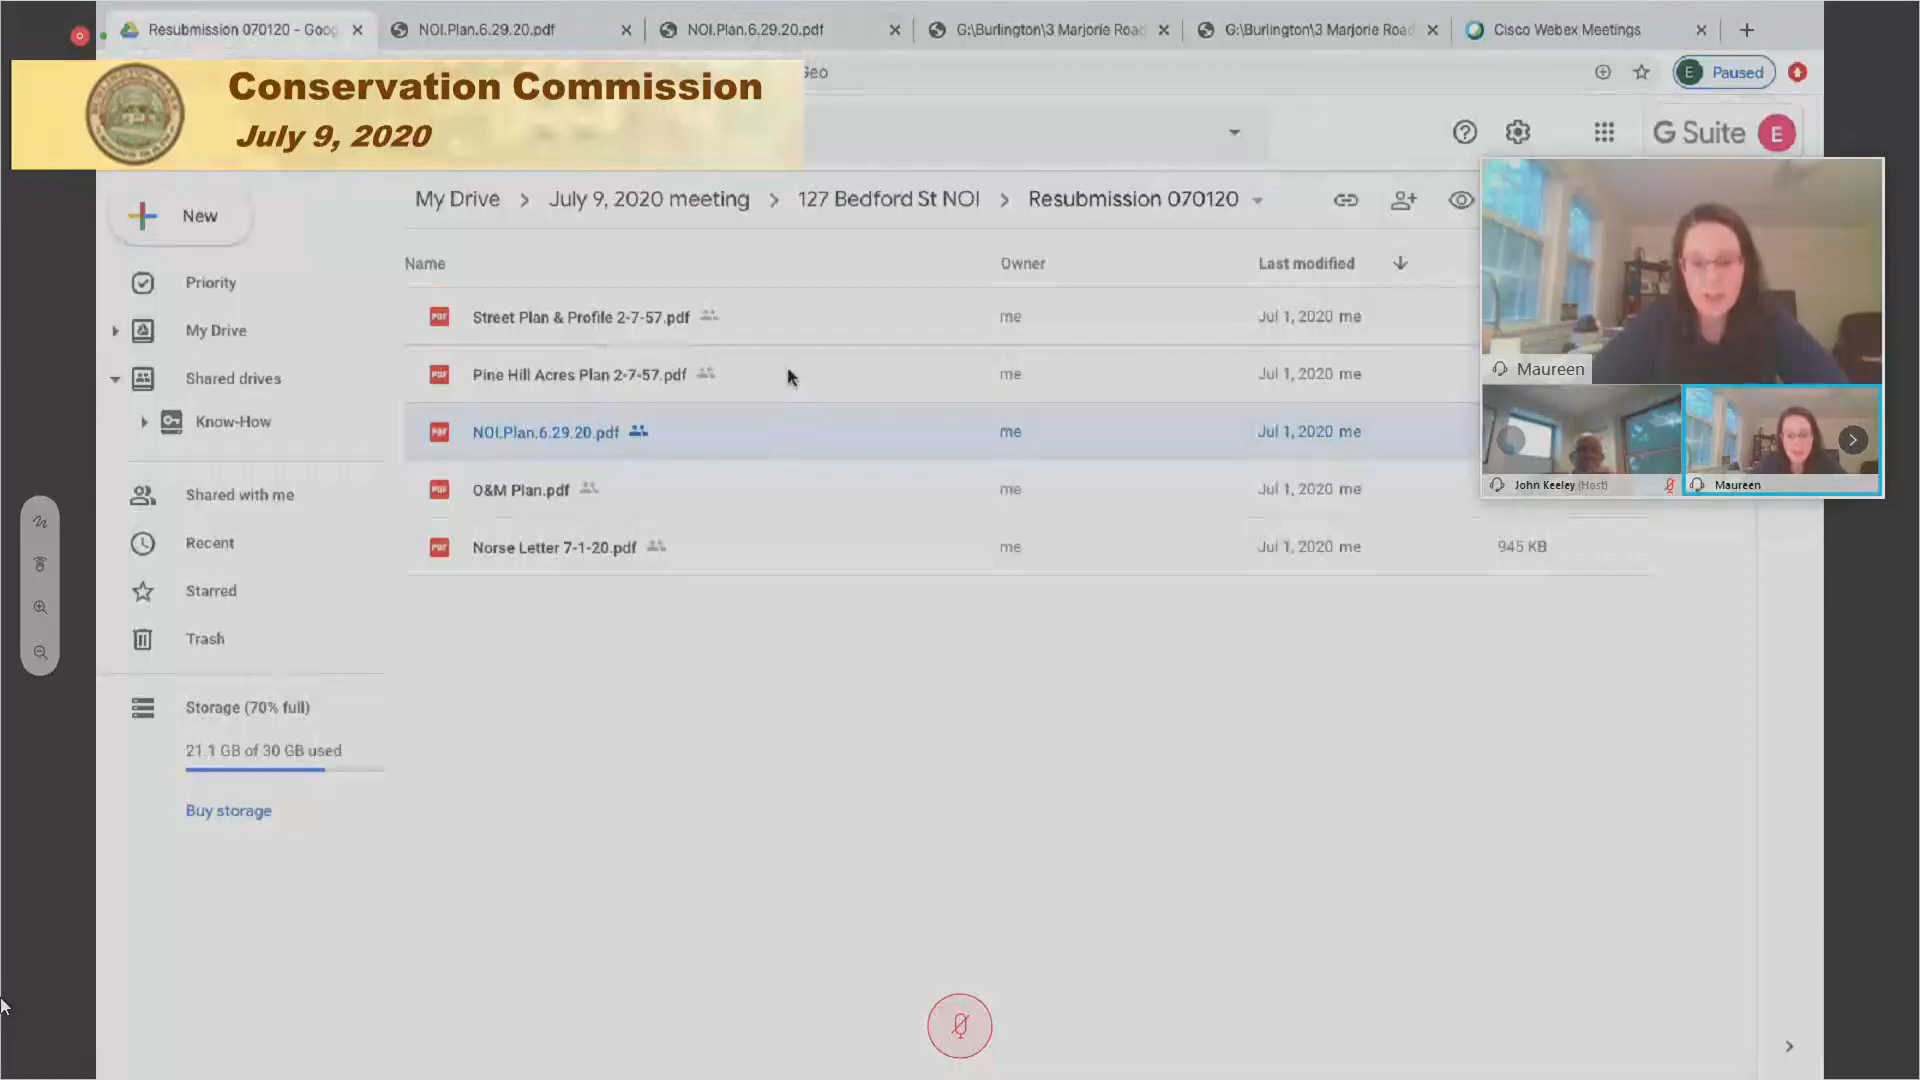 Resubmission 070120 - Goog
NOI.Plan.6.29.20.pdf
NOI.Plan.6.29.20.pdf
G:\Burlington\3 Marjorie Road
G:\Burlington\3 Marjorie Road
Cisco Webex Meetings
Conservation Commission
July 9, 2020
Geo
E
Paused
G Suite
E
New
My Drive
July 9, 2020 meeting
127 Bedford St NOI
Resubmission 070120
Name
Owner
Last modified
Priority
My Drive
Shared drives
Know-How
Shared with me
Recent
Starred
Trash
Storage (70% full)
21.1 GB of 30 GB used
Buy storage
PDF Street Plan & Profile 2-7-57.pdf me Jul 1, 2020 me
PDF Pine Hill Acres Plan 2-7-57.pdf me Jul 1, 2020 me
PDF NOI.Plan.6.29.20.pdf me Jul 1, 2020 me
PDF O&M Plan.pdf me Jul 1, 2020 me
PDF Norse Letter 7-1-20.pdf me Jul 1, 2020 me 945 KB
Maureen
John Keeley (Host)
Maureen